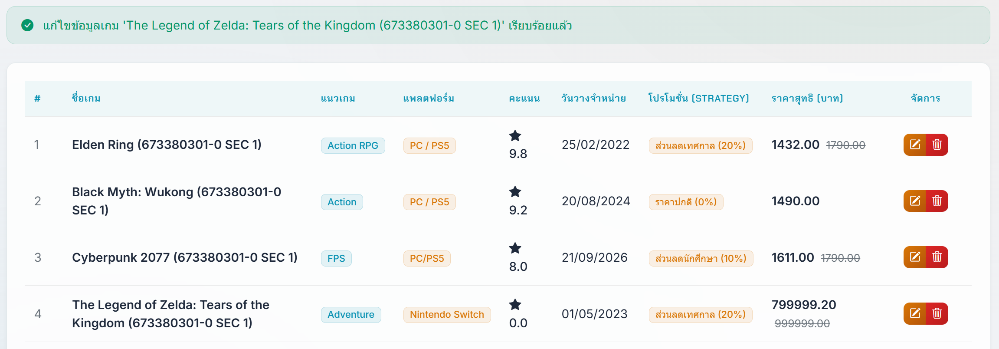 แก้ไขข้อมูลเกม 'The Legend of Zelda: Tears of the Kingdom (673380301-0 SEC 1)' เรียบร้อยแล้ว
# ชื่อเกม แนวเกม แพลตฟอร์ม คะแนน วันวางจำหน่าย โปรโมชั่น (STRATEGY) ราคาสุทธิ (บาท) จัดการ
1 Elden Ring (673380301-0 SEC 1) Action RPG PC / PS5 9.8 25/02/2022 ส่วนลดเทศกาล (20%) 1432.00 1790.00
2 Black Myth: Wukong (673380301-0
SEC 1) Action PC / PS5 9.2 20/08/2024 ราคาปกติ (0%) 1490.00
3 Cyberpunk 2077 (673380301-0 SEC 1) FPS PC/PS5 8.0 21/09/2026 ส่วนลดนักศึกษา (10%) 1611.00 1790.00
4 The Legend of Zelda: Tears of the
Kingdom (673380301-0 SEC 1) Adventure Nintendo Switch 0.0 01/05/2023 ส่วนลดเทศกาล (20%) 799999.20
999999.00